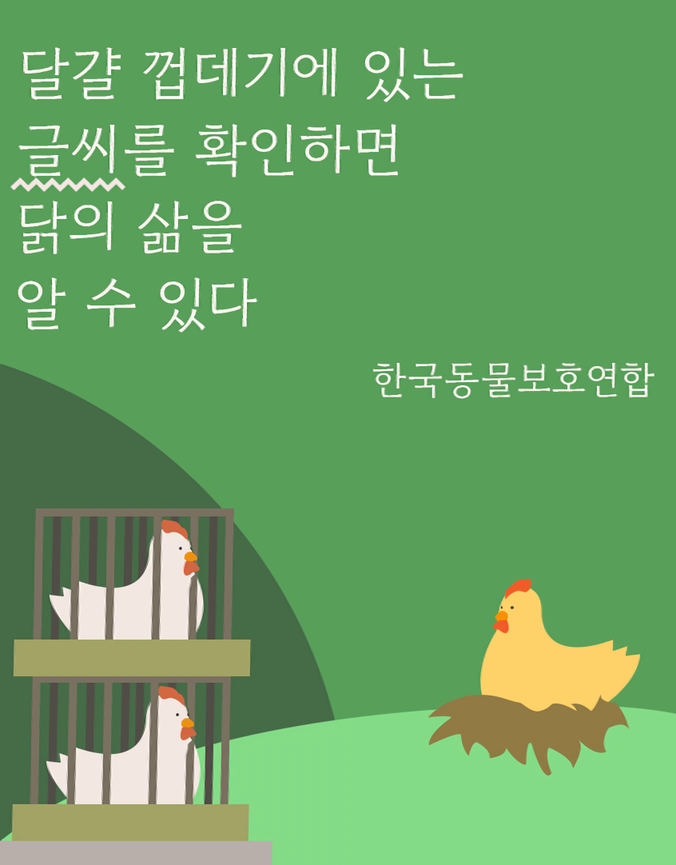 달걀 껍데기에 있는
글씨를 확인하면
닭의 삶을
알 수 있다
한국동물보호연합